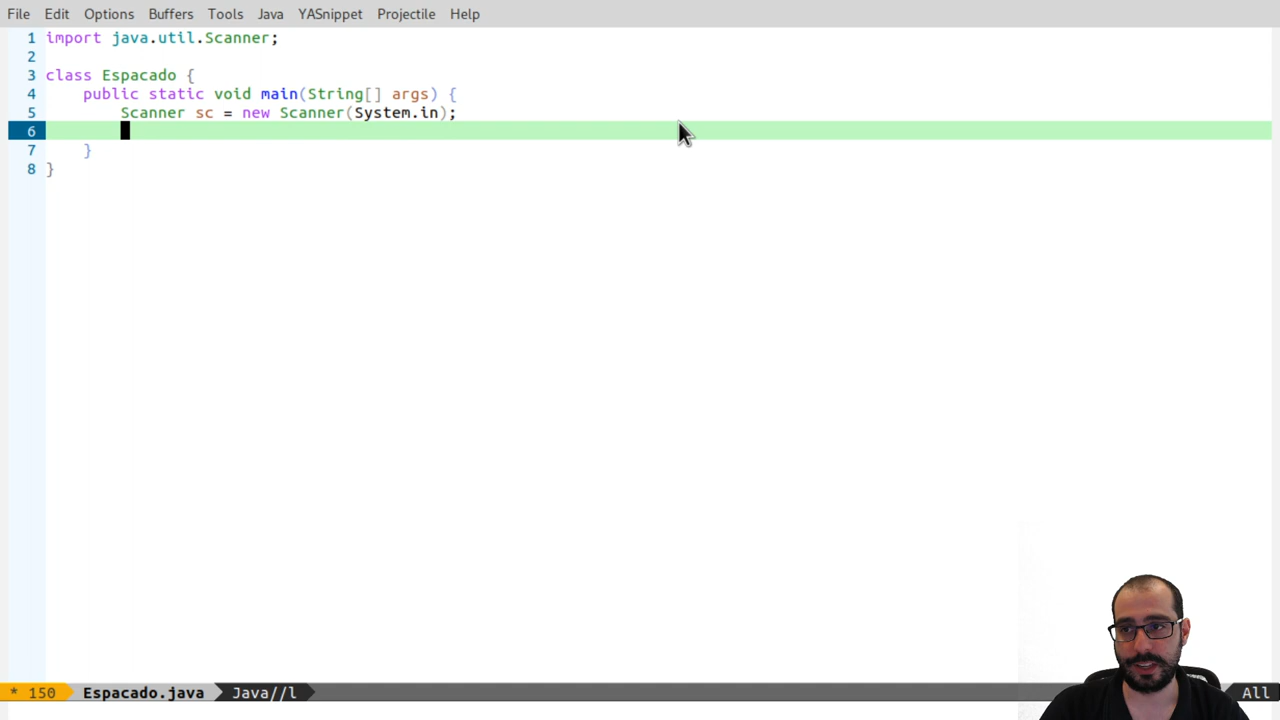 File Edit Options Buffers Tools Java YASnippet Projectile Help
1 import java.util.Scanner;
2
3 class Espacado {
4 public static void main(String[] args) {
5 Scanner sc = new Scanner(System.in);
6
7 }
8 }
* 150 Espacado.java Java//l All